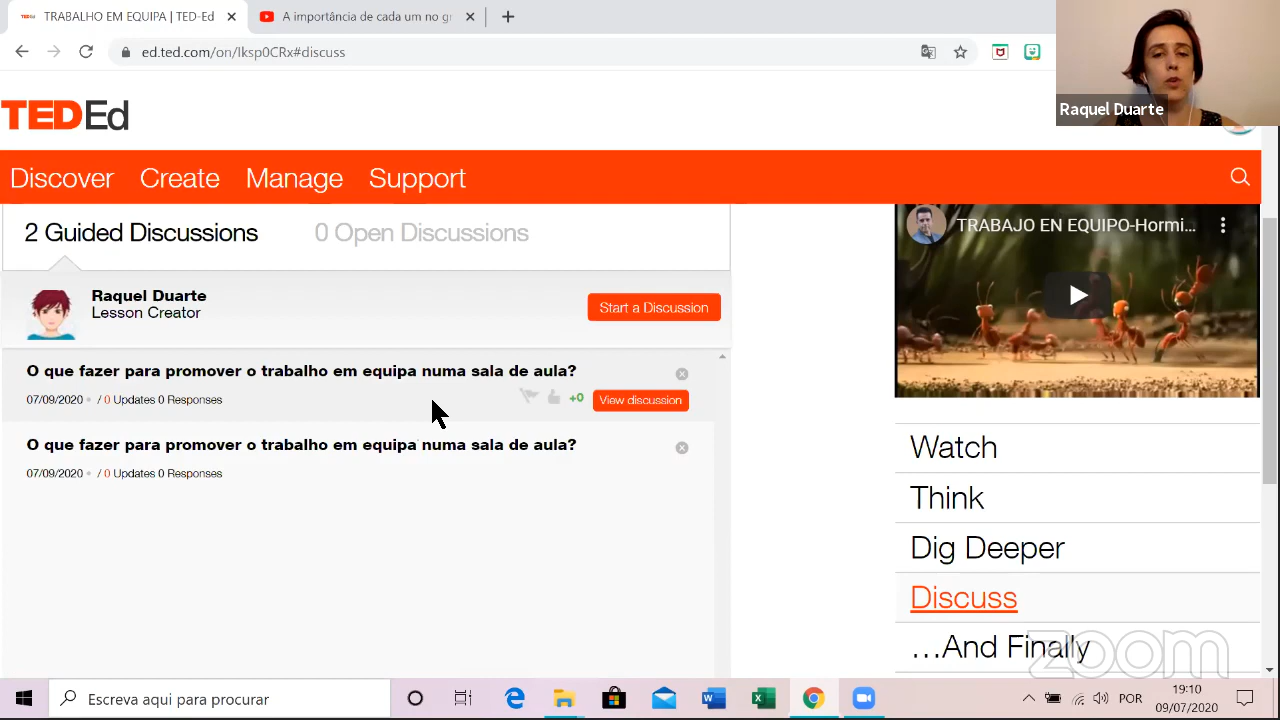 TRABALHO EM EQUIPA | TED-Ed
A importância de cada um no gr
ed.ted.com/on/Iksp0CRx#discuss
Raquel Duarte
TEDEd
Discover Create Manage Support
2 Guided Discussions 0 Open Discussions
TRABAJO EN EQUIPO-Hormi...
Raquel Duarte
Lesson Creator
Start a Discussion
O que fazer para promover o trabalho em equipa numa sala de aula?
07/09/2020 / 0 Updates 0 Responses
+0
View discussion
O que fazer para promover o trabalho em equipa numa sala de aula?
07/09/2020 / 0 Updates 0 Responses
Watch
Think
Dig Deeper
Discuss
...And Finally
zoom
Escreva aqui para procurar
POR
19:10
09/07/2020